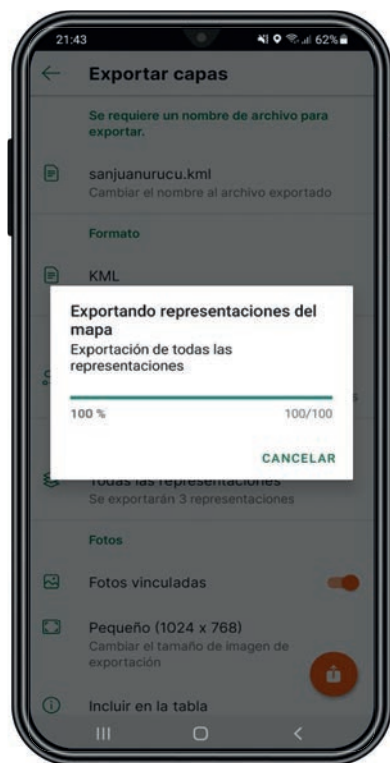 21:43
62%
Exportar capas
Se requiere un nombre de archivo para
exportar.
sanjuanurucu.kml
Cambiar el nombre al archivo exportado
Formato
KML
Exportando representaciones del
mapa
Exportación de todas las
representaciones
100 %
100/100
CANCELAR
Todas las representaciones
Se exportarán 3 representaciones
Fotos
Fotos vinculadas
Pequeño (1024 x 768)
Cambiar el tamaño de imagen de
exportación
Incluir en la tabla